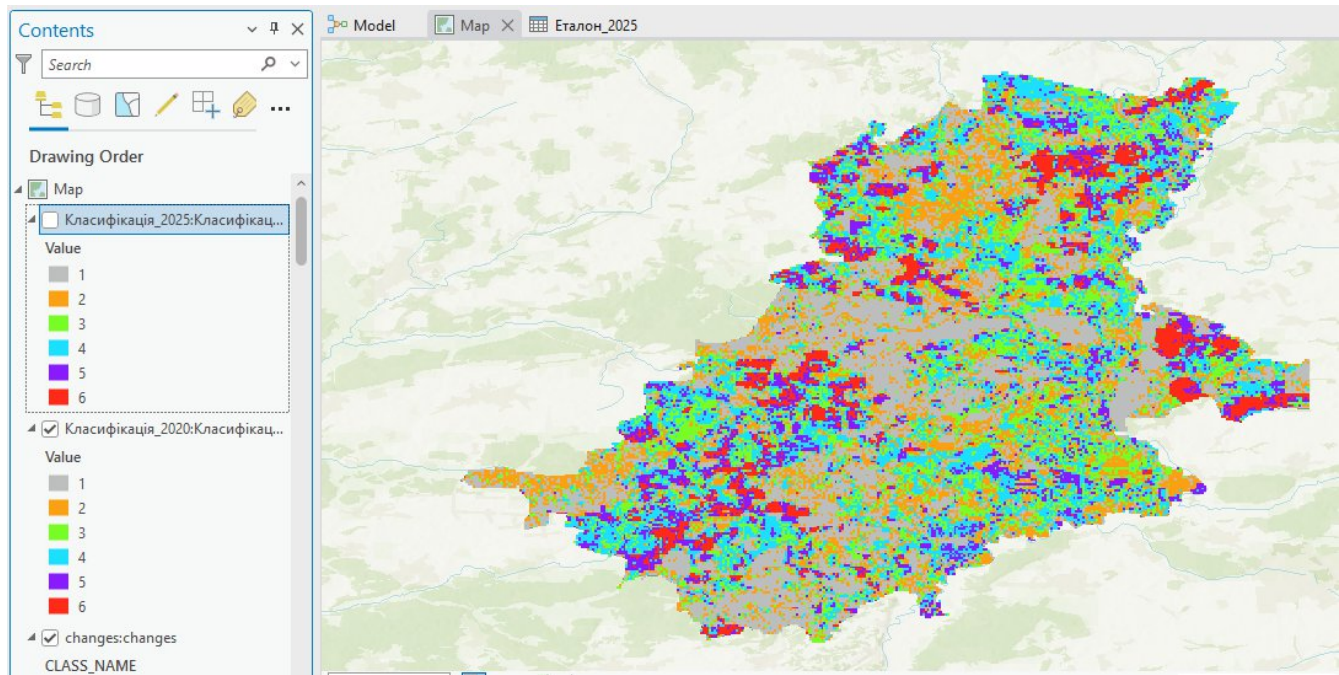 Contents
Model
Map
Еталон_2025
Search
Drawing Order
Map
Класифікація_2025:Класифікац...
Value
1
2
3
4
5
6
Класифікація_2020:Класифікац...
Value
1
2
3
4
5
6
changes:changes
CLASS_NAME